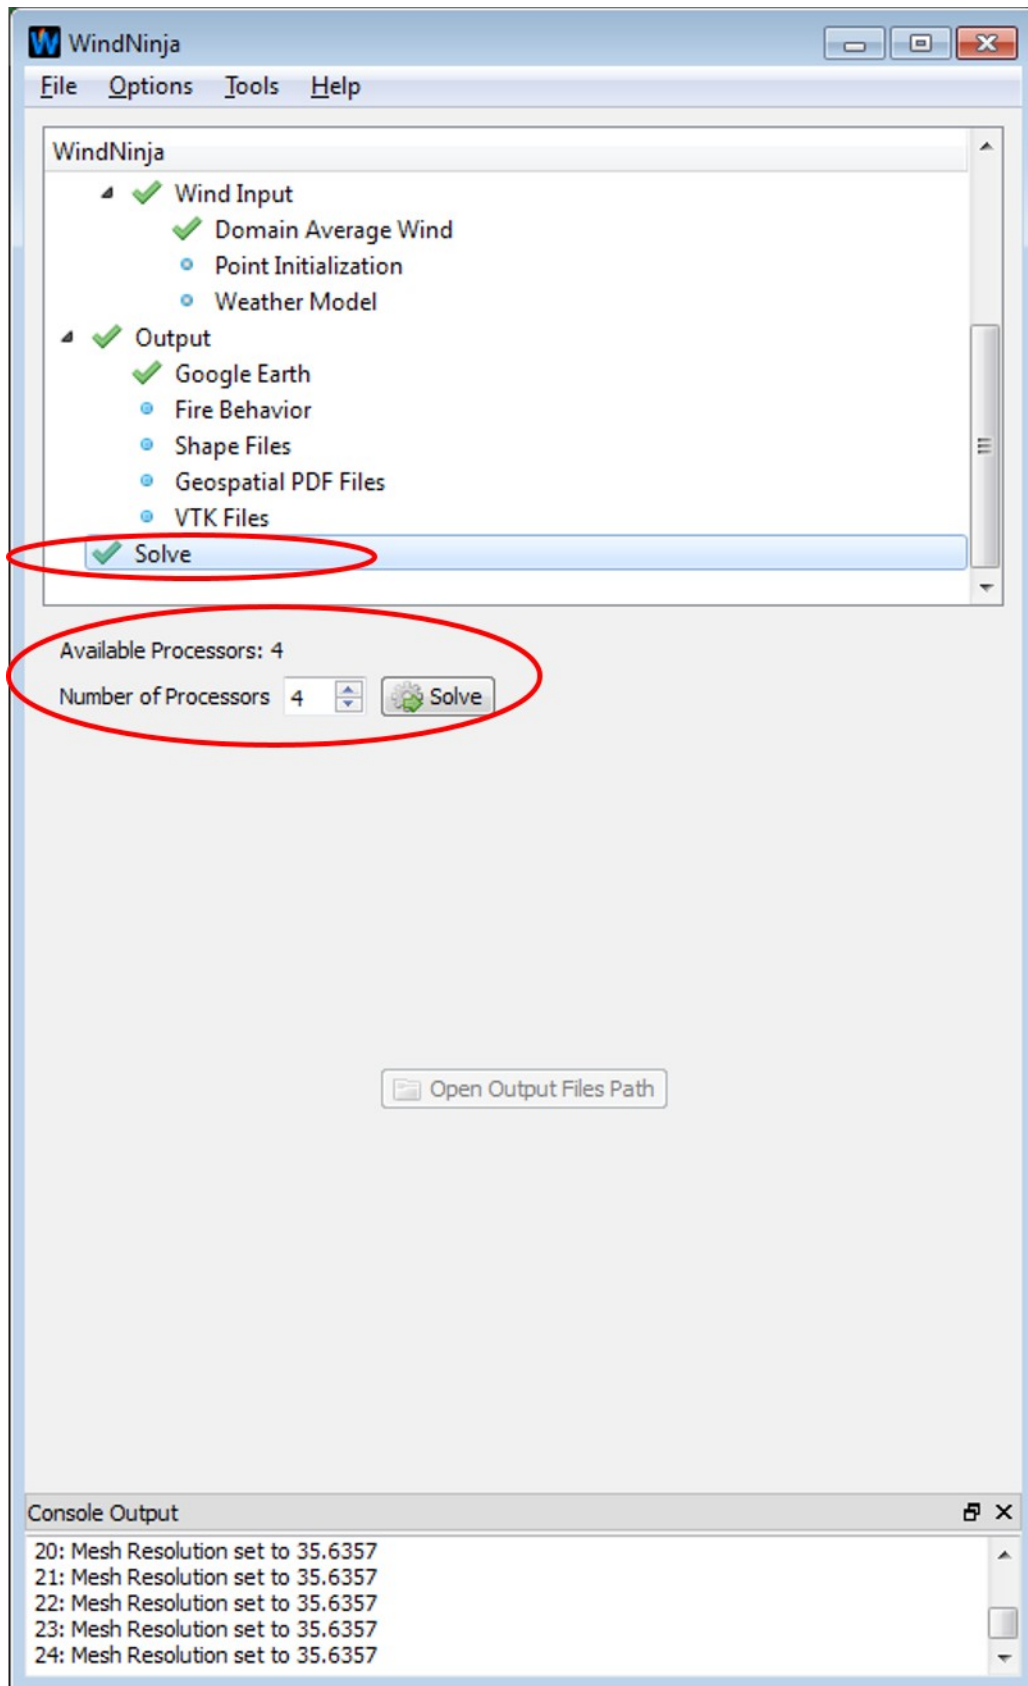 WindNinja
File Options Tools Help
WindNinja
Wind Input
Domain Average Wind
Point Initialization
Weather Model
Output
Google Earth
Fire Behavior
Shape Files
Geospatial PDF Files
VTK Files
Solve
Available Processors: 4
Number of Processors 4 Solve
Open Output Files Path
Console Output
20: Mesh Resolution set to 35.6357
21: Mesh Resolution set to 35.6357
22: Mesh Resolution set to 35.6357
23: Mesh Resolution set to 35.6357
24: Mesh Resolution set to 35.6357